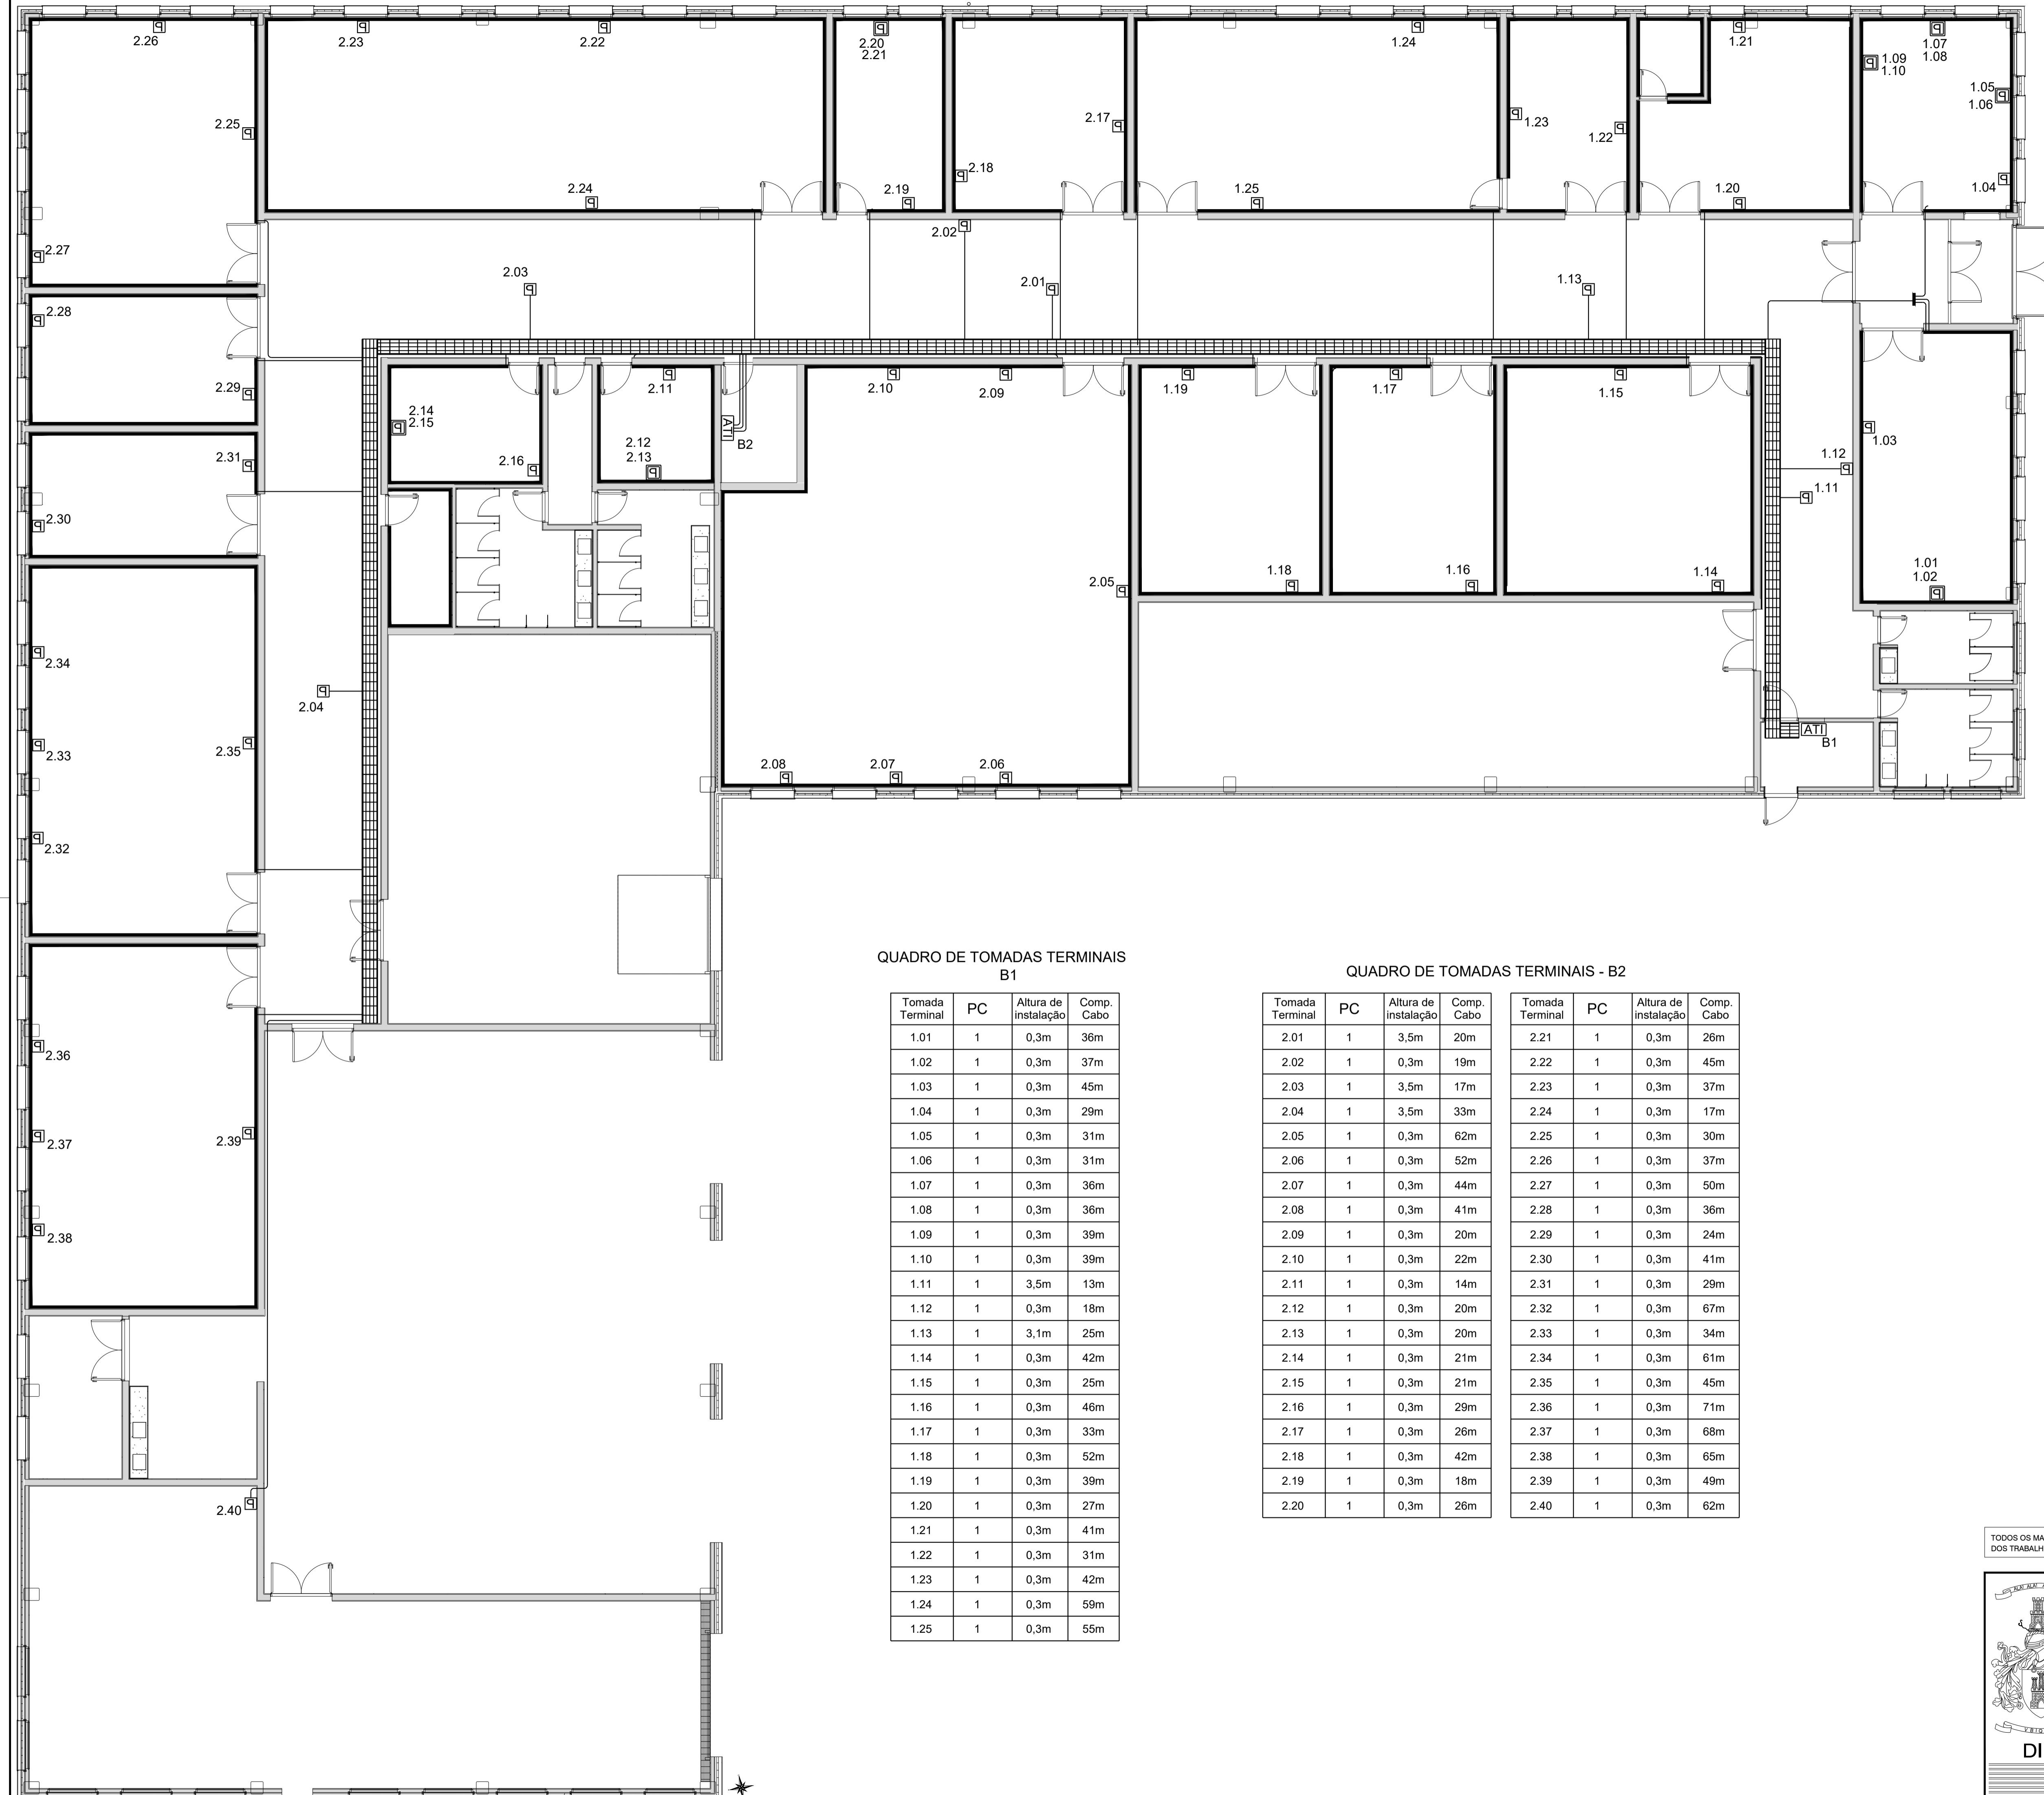 2.26
2.23
2.22
2.20
2.21
1.24
1.21
1.07
1.08
1.09
1.10
1.05
1.06
2.25
2.17
1.23
1.22
2.18
2.24
2.19
1.25
1.20
1.04
2.27
2.02
2.03
2.01
1.13
2.28
2.29
2.11
2.10
2.09
1.19
1.17
1.15
2.14
2.15
ATI
B2
2.12
2.13
2.16
2.31
2.30
1.03
1.12
1.11
2.05
1.18
1.16
1.14
1.01
1.02
2.34
2.04
2.33
2.35
2.08
2.07
2.06
ATI
B1
2.32
2.36
2.37
2.39
2.38
2.40
QUADRO DE TOMADAS TERMINAIS
B1
Tomada Terminal PC Altura de instalação Comp. Cabo
1.01 1 0,3m 36m
1.02 1 0,3m 37m
1.03 1 0,3m 45m
1.04 1 0,3m 29m
1.05 1 0,3m 31m
1.06 1 0,3m 31m
1.07 1 0,3m 36m
1.08 1 0,3m 36m
1.09 1 0,3m 39m
1.10 1 0,3m 39m
1.11 1 3,5m 13m
1.12 1 0,3m 18m
1.13 1 3,1m 25m
1.14 1 0,3m 42m
1.15 1 0,3m 25m
1.16 1 0,3m 46m
1.17 1 0,3m 33m
1.18 1 0,3m 52m
1.19 1 0,3m 39m
1.20 1 0,3m 27m
1.21 1 0,3m 41m
1.22 1 0,3m 31m
1.23 1 0,3m 42m
1.24 1 0,3m 59m
1.25 1 0,3m 55m
QUADRO DE TOMADAS TERMINAIS - B2
Tomada Terminal PC Altura de instalação Comp. Cabo
2.01 1 3,5m 20m
2.02 1 0,3m 19m
2.03 1 3,5m 17m
2.04 1 3,5m 33m
2.05 1 0,3m 62m
2.06 1 0,3m 52m
2.07 1 0,3m 44m
2.08 1 0,3m 41m
2.09 1 0,3m 20m
2.10 1 0,3m 22m
2.11 1 0,3m 14m
2.12 1 0,3m 20m
2.13 1 0,3m 20m
2.14 1 0,3m 21m
2.15 1 0,3m 21m
2.16 1 0,3m 29m
2.17 1 0,3m 26m
2.18 1 0,3m 42m
2.19 1 0,3m 18m
2.20 1 0,3m 26m
Tomada Terminal PC Altura de instalação Comp. Cabo
2.21 1 0,3m 26m
2.22 1 0,3m 45m
2.23 1 0,3m 37m
2.24 1 0,3m 17m
2.25 1 0,3m 30m
2.26 1 0,3m 37m
2.27 1 0,3m 50m
2.28 1 0,3m 36m
2.29 1 0,3m 24m
2.30 1 0,3m 41m
2.31 1 0,3m 29m
2.32 1 0,3m 67m
2.33 1 0,3m 34m
2.34 1 0,3m 61m
2.35 1 0,3m 45m
2.36 1 0,3m 71m
2.37 1 0,3m 68m
2.38 1 0,3m 65m
2.39 1 0,3m 49m
2.40 1 0,3m 62m
TODOS OS MA
DOS TRABALH
DI